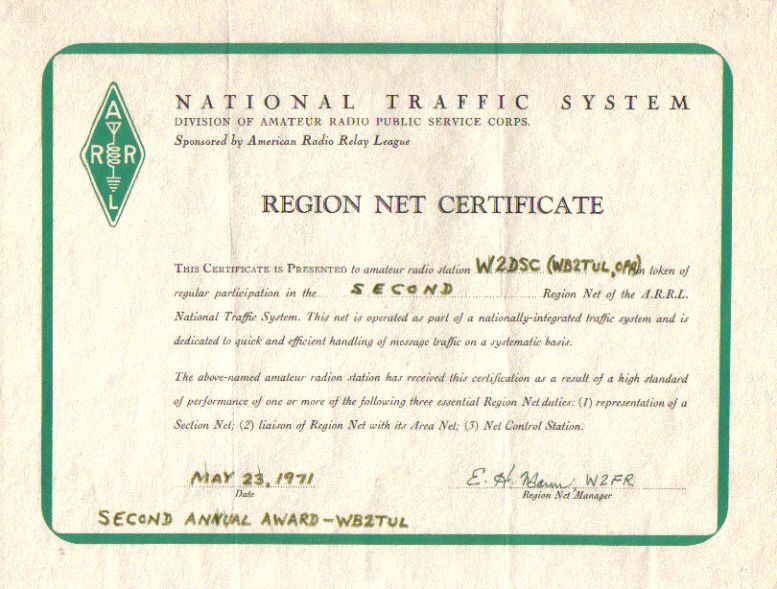 A
R R
L
NATIONAL TRAFFIC SYSTEM
DIVISION OF AMATEUR RADIO PUBLIC SERVICE CORPS.
Sponsored by American Radio Relay League
REGION NET CERTIFICATE
THIS CERTIFICATE IS PRESENTED to amateur radio station W2DSC (WB2TUL, OPR) in token of
regular participation in the SECOND Region Net of the A.R.R.L.
National Traffic System. This net is operated as part of a nationally-integrated traffic system and is
dedicated to quick and efficient handling of message traffic on a systematic basis.
The above-named amateur radion station has received this certification as a result of a high standard
of performance of one or more of the following three essential Region Net duties: (1) representation of a
Section Net; (2) liaison of Region Net with its Area Net; (3) Net Control Station.
MAY 23, 1971 E. H. W2FR
Date Region Net Manager
SECOND ANNUAL AWARD-WB2TUL